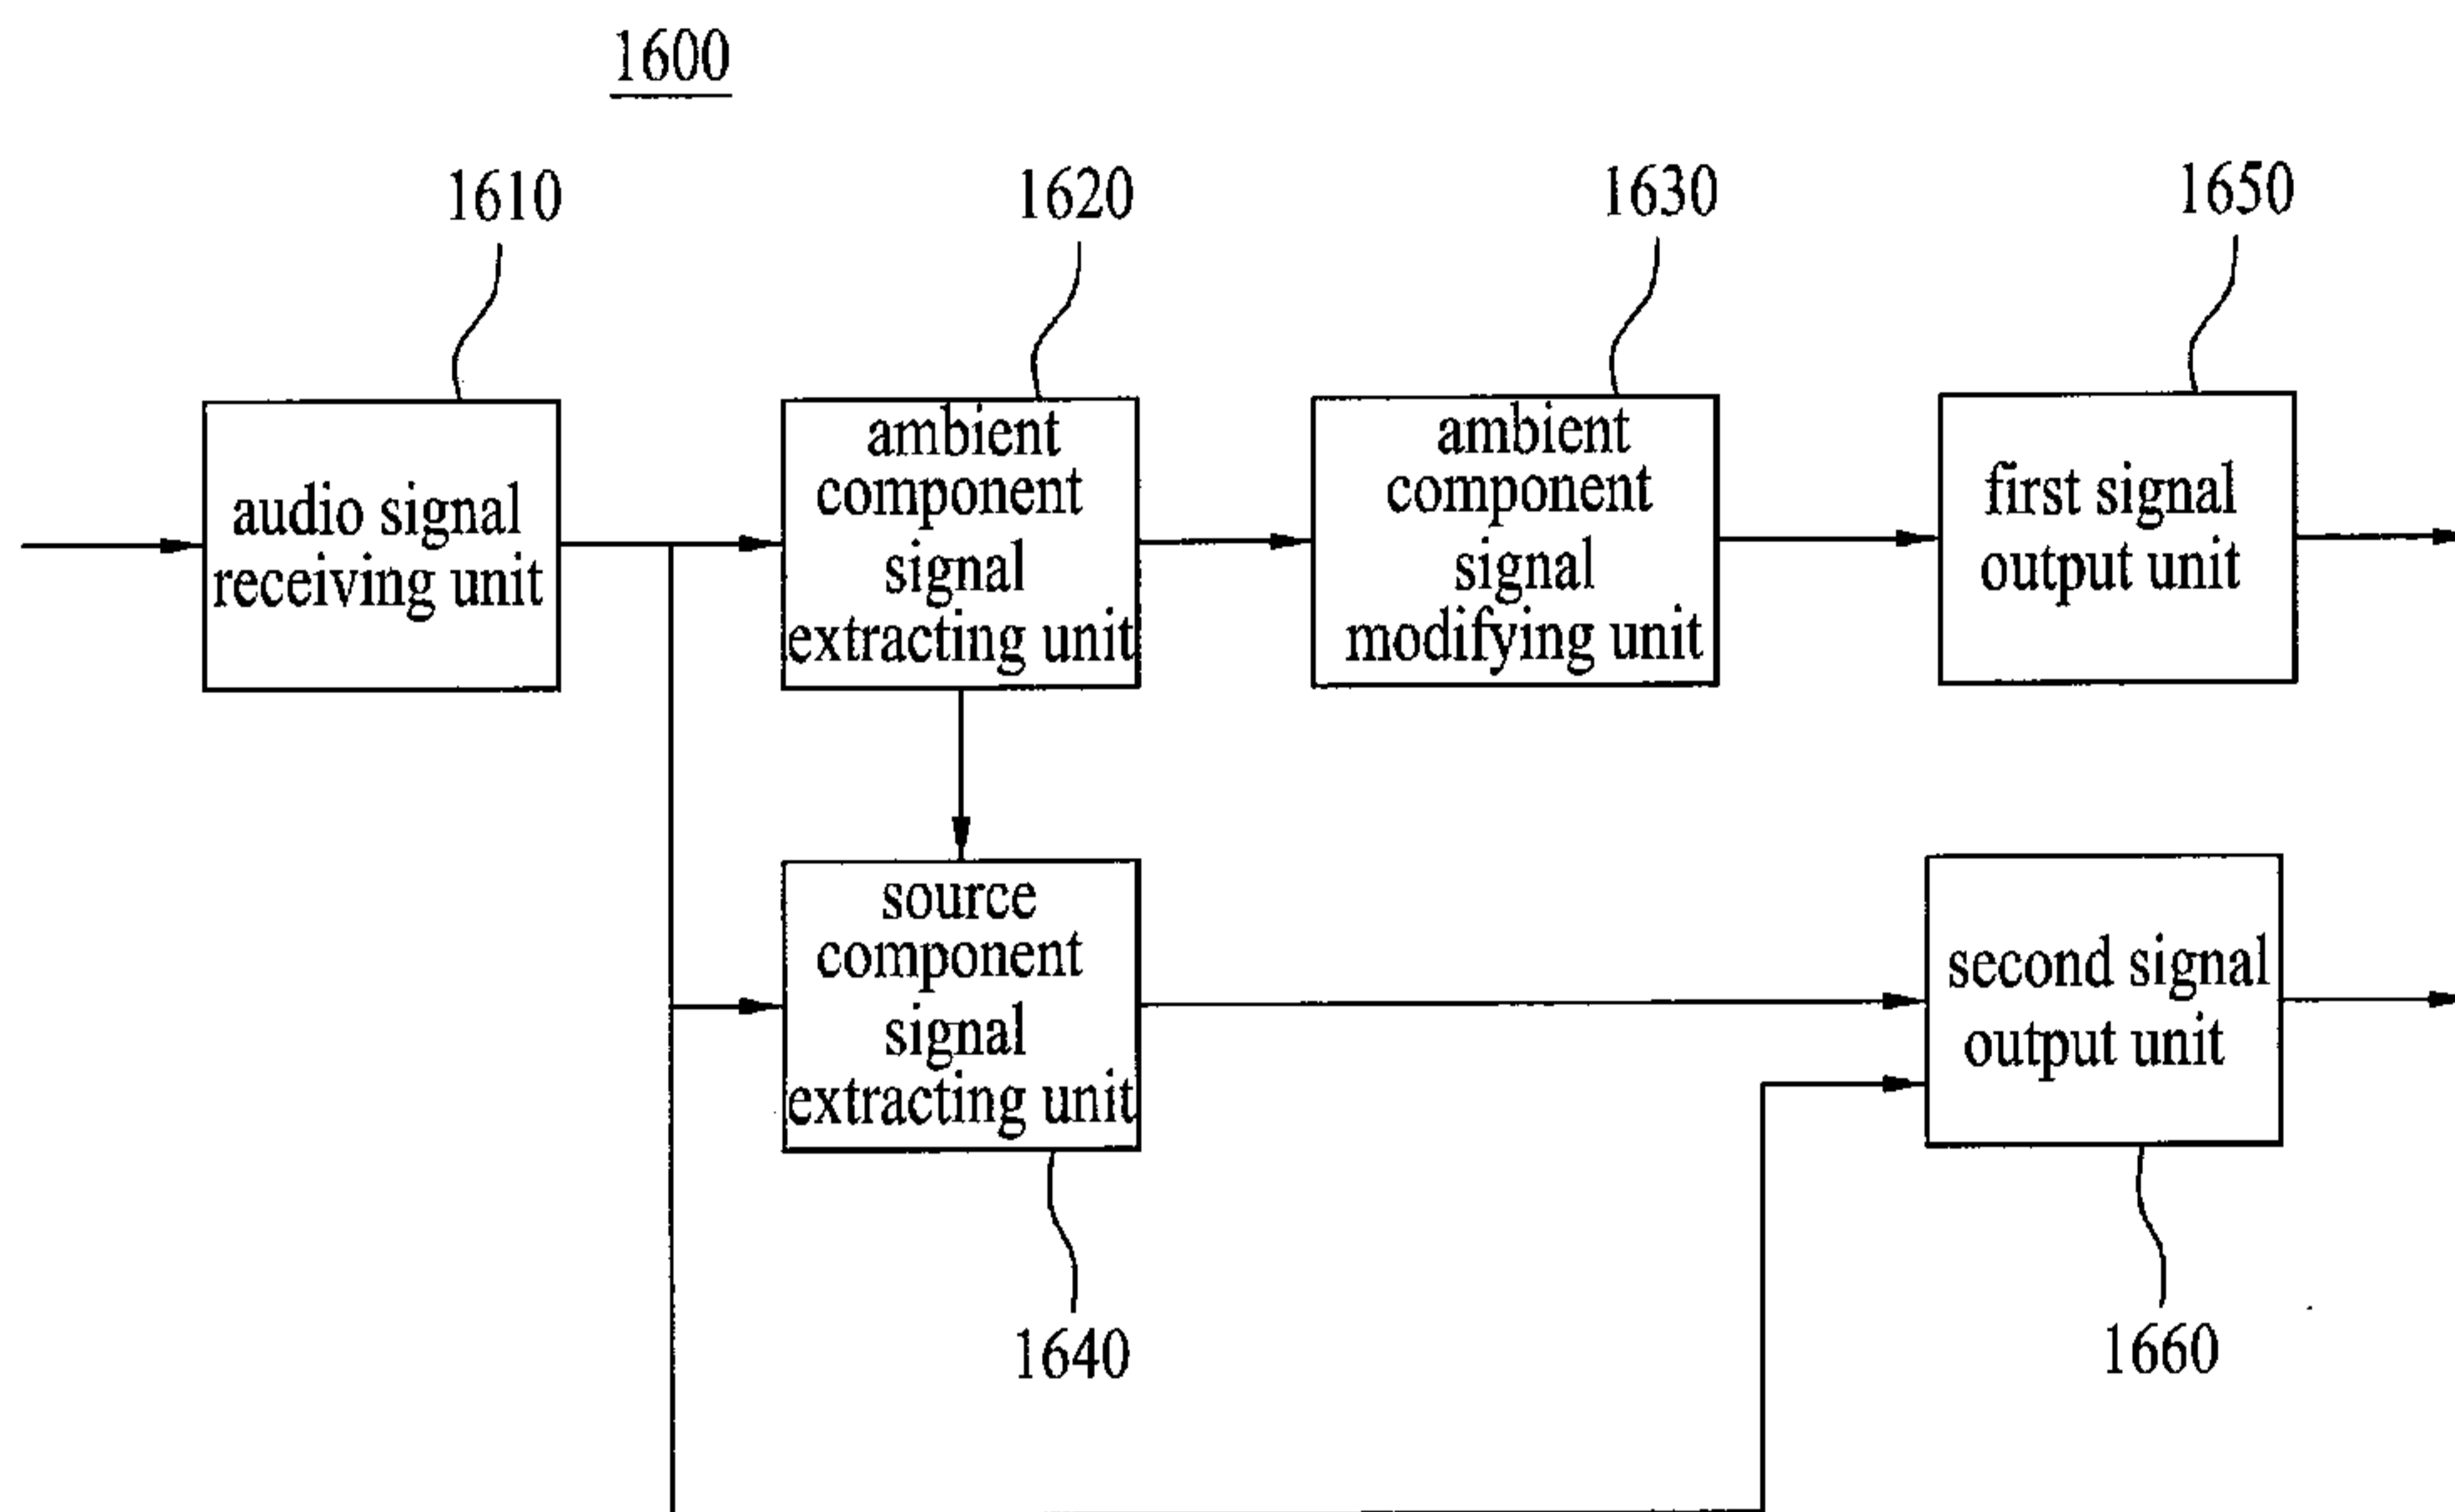 1600
1610
1620
1630
1650
audio signal
receiving unit
ambient
component
signal
extracting unit
ambient
component
signal
modifying unit
first signal
output unit
source
component
signal
extracting unit
second signal
output unit
1640
1660